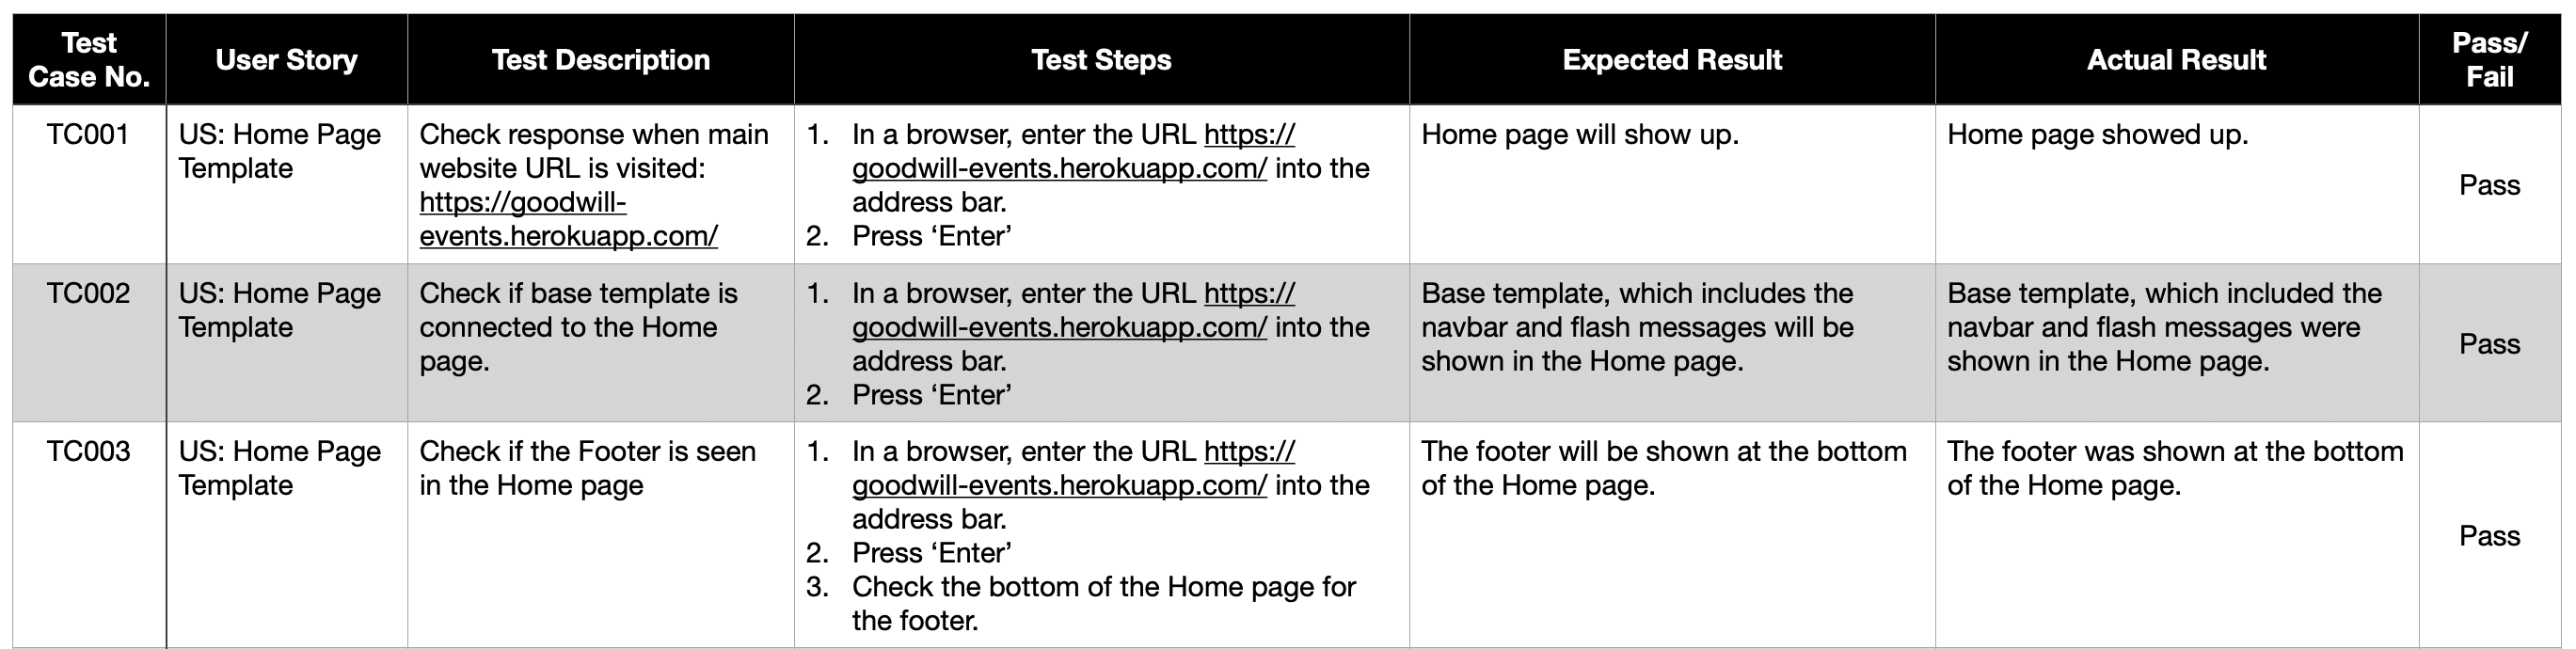 Test
Case No.
User Story
Test Description
Test Steps
Expected Result
Actual Result
Pass/
Fail
TC001
US: Home Page
Template
Check response when main
website URL is visited:
https://goodwill-
events.herokuapp.com/
1. In a browser, enter the URL https://
goodwill-events.herokuapp.com/ into the
address bar.
2. Press ‘Enter’
Home page will show up.
Home page showed up.
Pass
TC002
US: Home Page
Template
Check if base template is
connected to the Home
page.
1. In a browser, enter the URL https://
goodwill-events.herokuapp.com/ into the
address bar.
2. Press ‘Enter’
Base template, which includes the
navbar and flash messages will be
shown in the Home page.
Base template, which included the
navbar and flash messages were
shown in the Home page.
Pass
TC003
US: Home Page
Template
Check if the Footer is seen
in the Home page
1. In a browser, enter the URL https://
goodwill-events.herokuapp.com/ into the
address bar.
2. Press ‘Enter’
3. Check the bottom of the Home page for
the footer.
The footer will be shown at the bottom
of the Home page.
The footer was shown at the bottom
of the Home page.
Pass